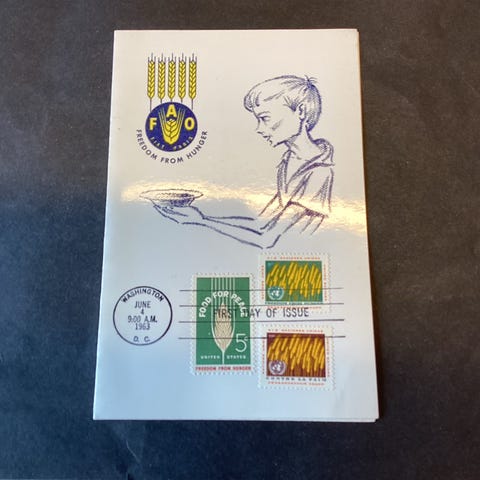 F A O
FIAT PANIS
FREEDOM FROM HUNGER
WASHINGTON
JUNE
4
9:00 A.M.
1963
D. C.
FIRST DAY OF ISSUE
FOOD FOR PEACE
5¢
UNITED STATES
FREEDOM FROM HUNGER
CONTRE LA FAIM